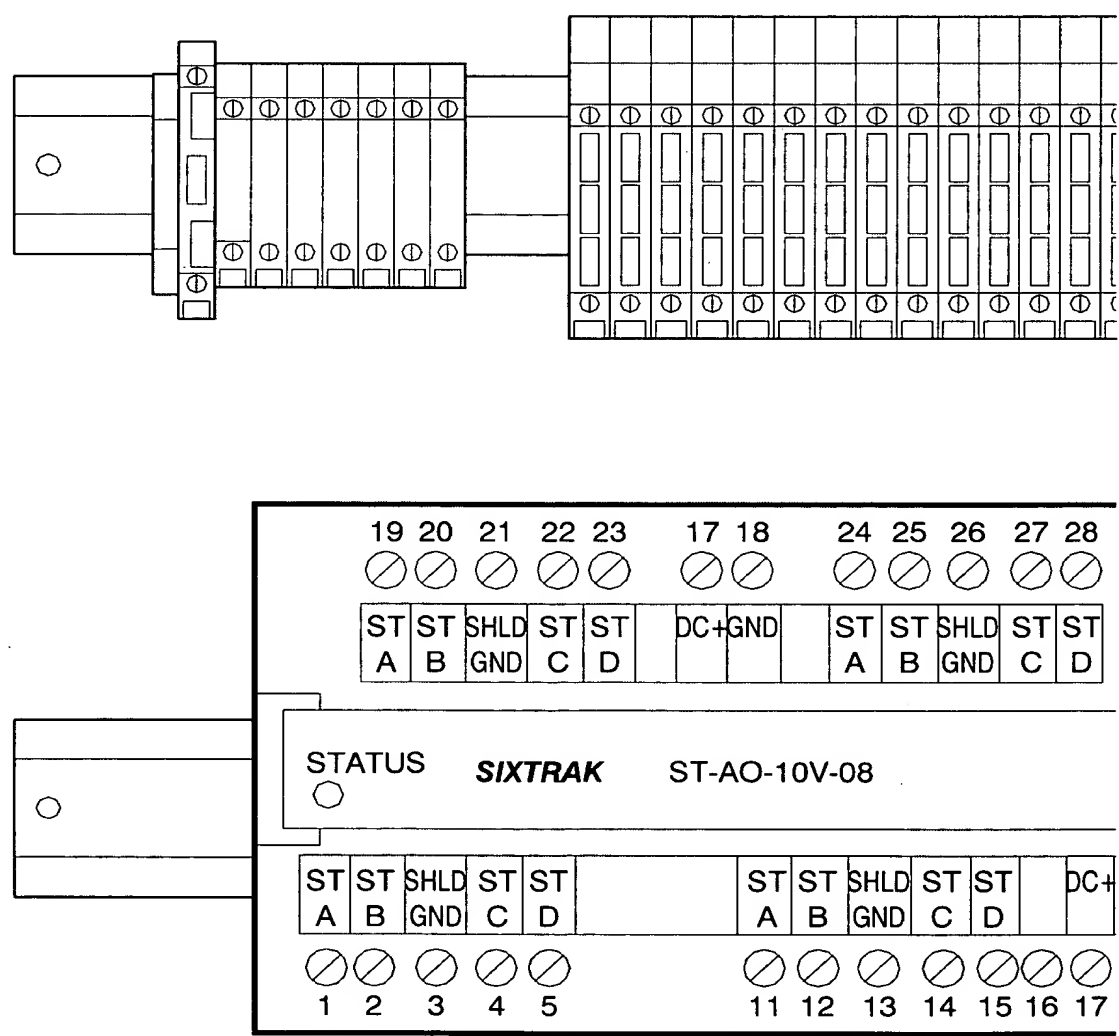 19 20 21 22 23 17 18 24 25 26 27 28
ST ST SHLD ST ST DC+ GND ST ST SHLD ST ST
A B GND C D A B GND C D
STATUS SIXTRAK ST-AO-10V-08
ST ST SHLD ST ST ST ST SHLD ST ST DC+
A B GND C D A B GND C D
1 2 3 4 5 11 12 13 14 15 16 17